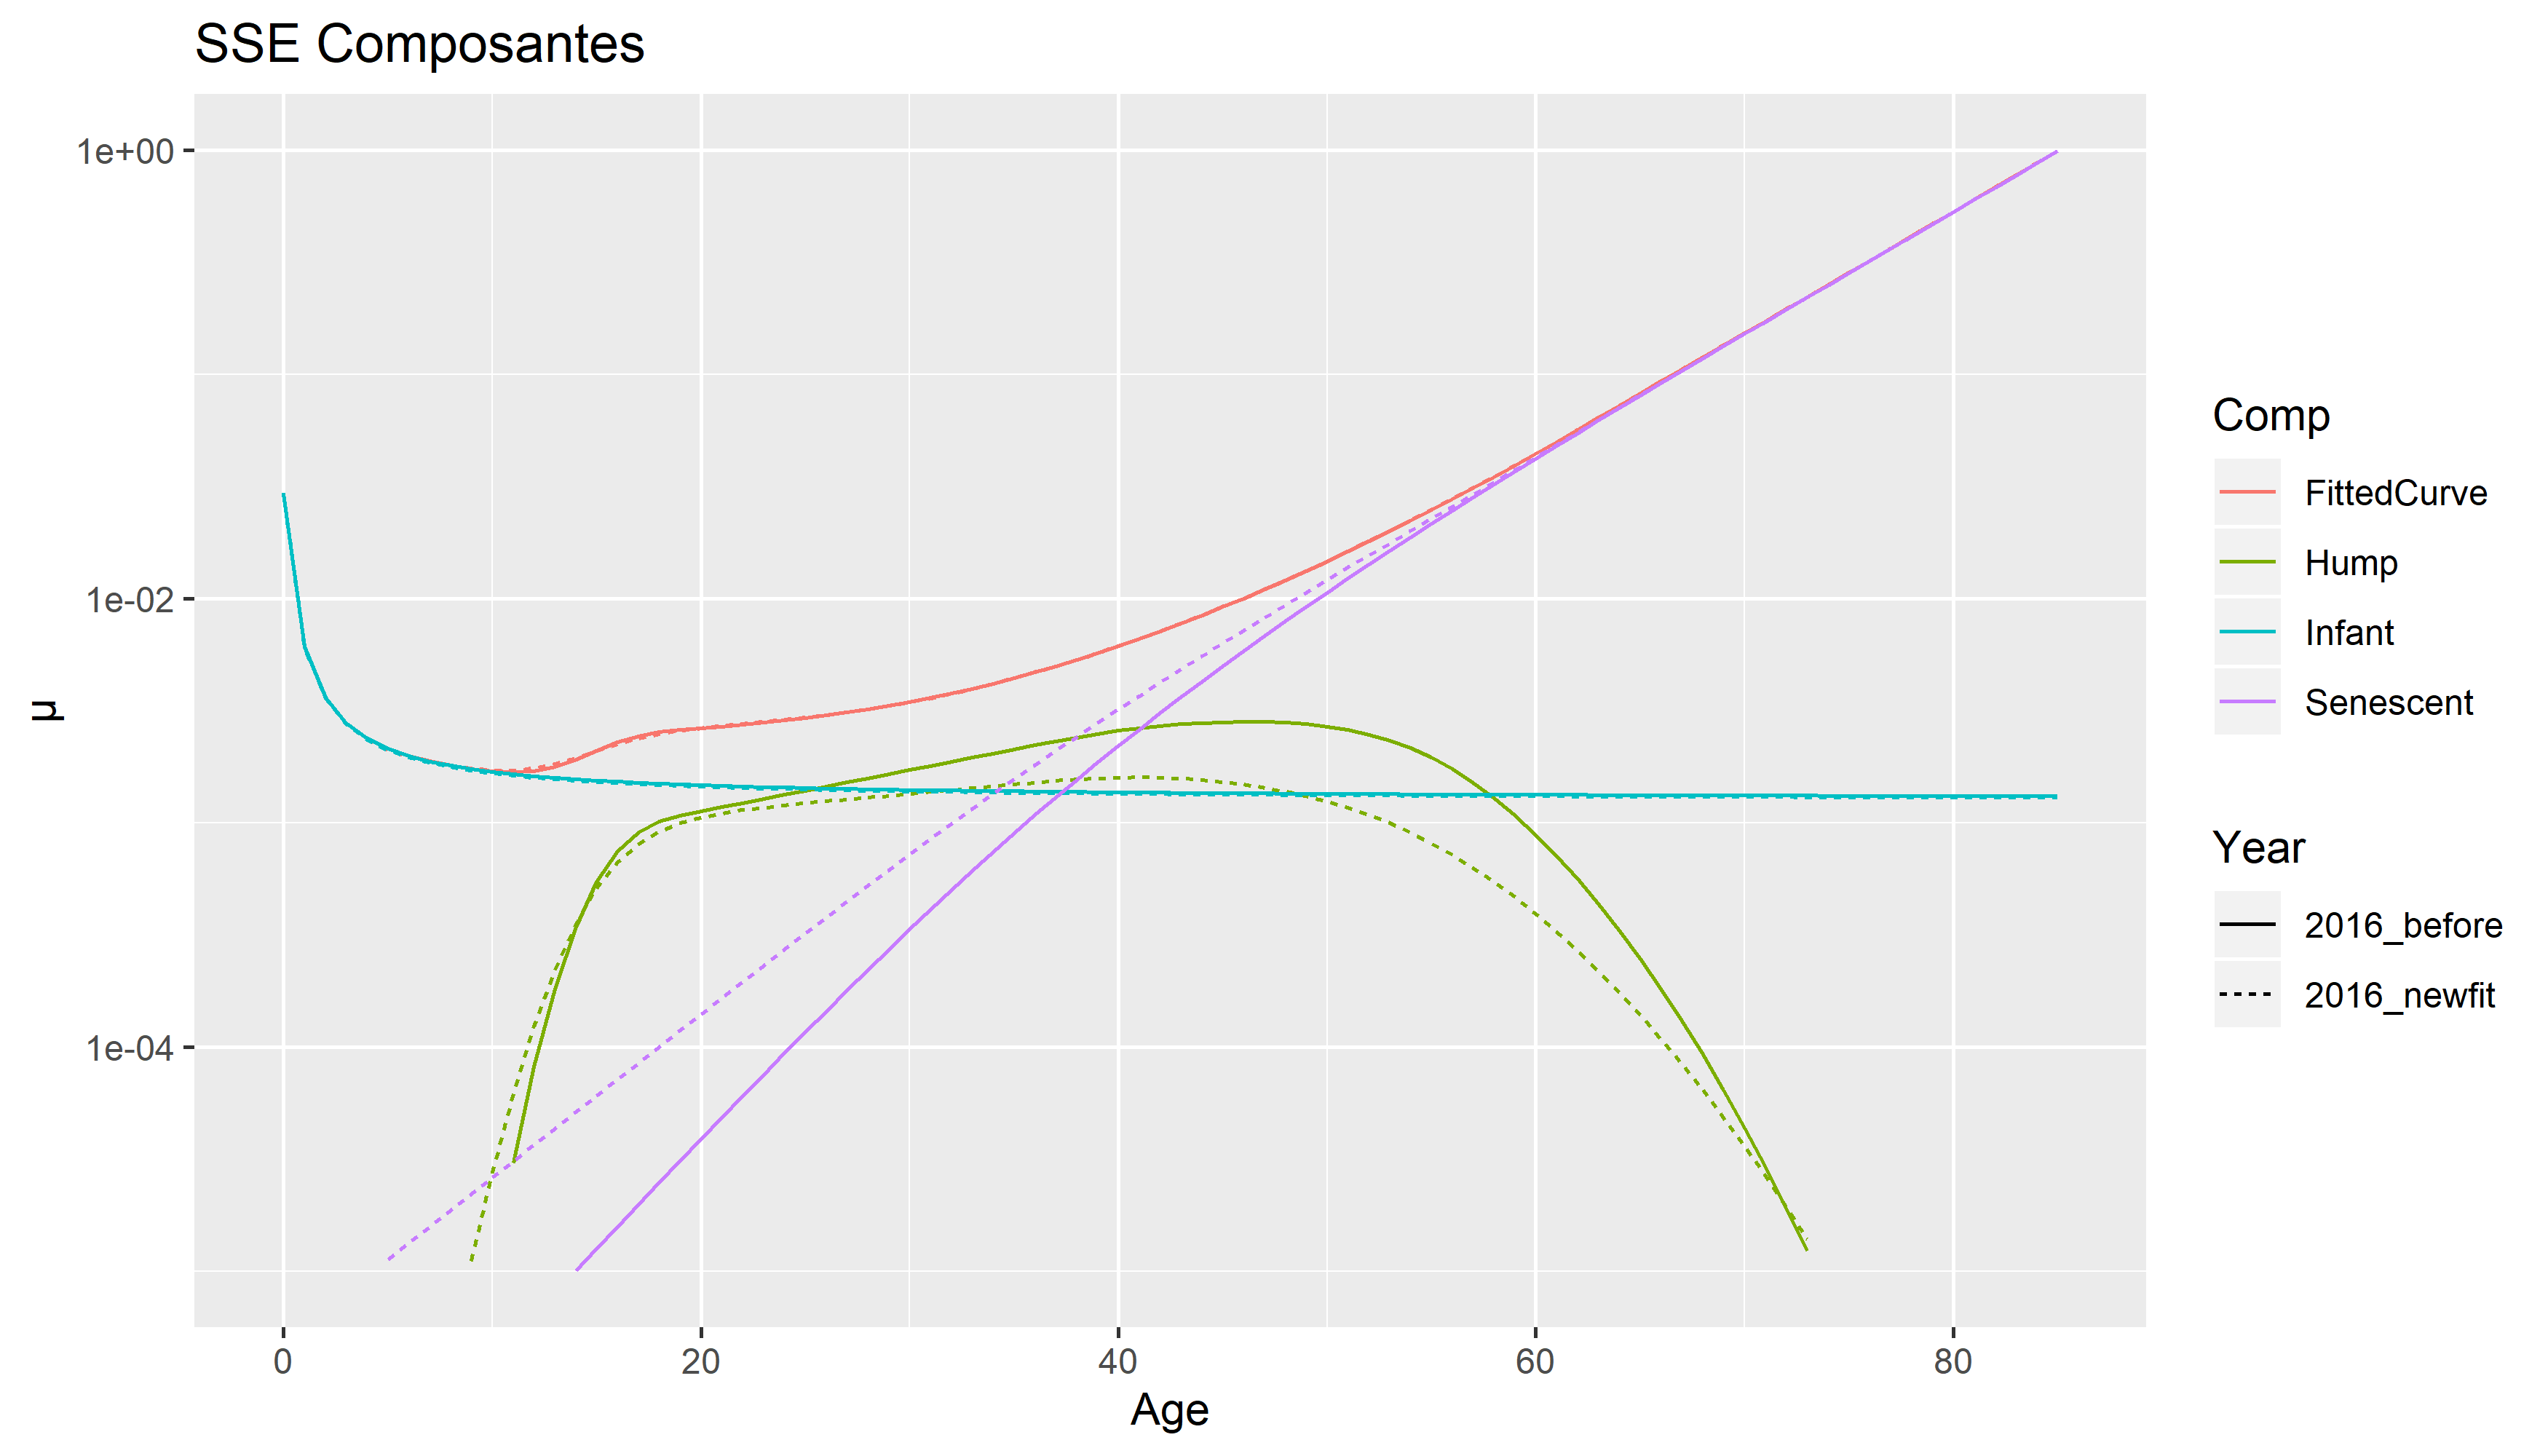 SSE Composantes
1e+00
1e-02
1e-04
μ
0 20 40 60 80
Age
Comp
FittedCurve
Hump
Infant
Senescent
Year
2016_before
2016_newfit